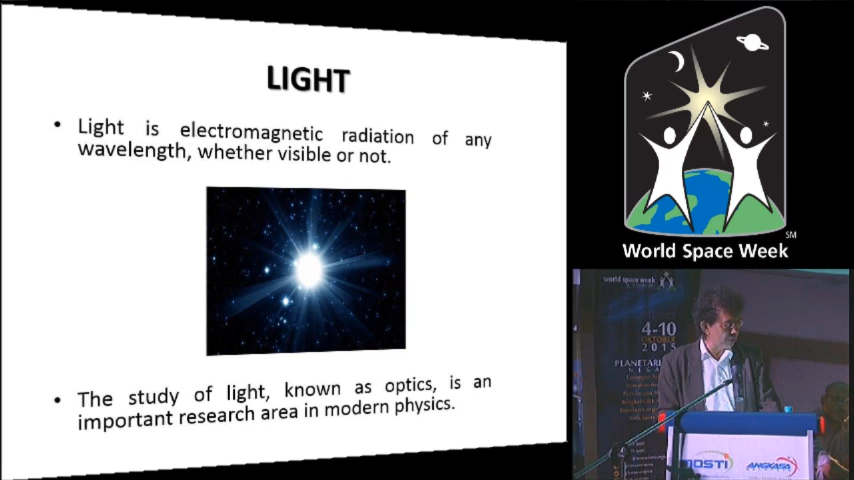 LIGHT
• Light is electromagnetic radiation of any
wavelength, whether visible or not.
• The study of light, known as optics, is an
important research area in modern physics.
SM
World Space Week
world space week
4-10
OKTOBER
2015
PLANETARI
NEGA
MOSTI
ANGKASA